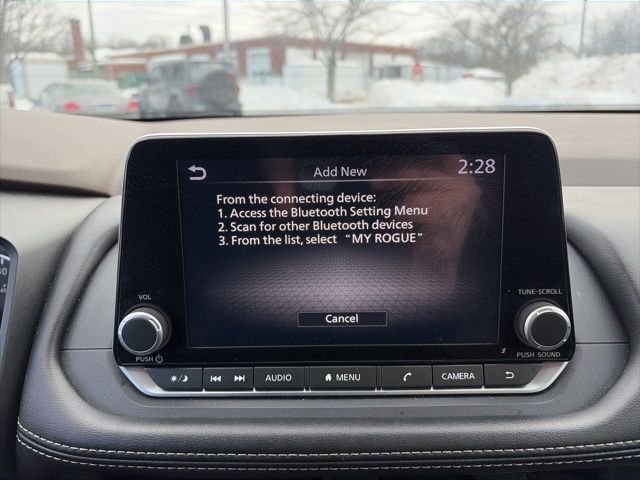 Add New
2:28
From the connecting device:
1. Access the Bluetooth Setting Menu
2. Scan for other Bluetooth devices
3. From the list, select “MY ROGUE”
Cancel
VOL
PUSH
TUNE·SCROLL
PUSH SOUND
AUDIO
MENU
CAMERA